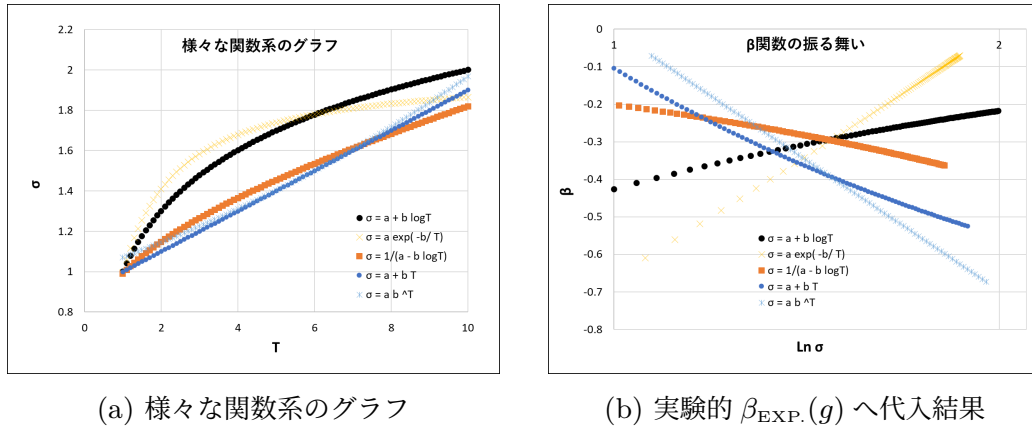 様々な関数系のグラフ
2.2
2
1.8
1.6
1.4
1.2
1
0.8
σ
0
2
4
6
8
10
T
σ = a + b logT
σ = a exp( -b/ T)
σ = 1/(a - b logT)
σ = a + b T
σ = a b ^T
(a) 様々な関数系のグラフ
β関数の振る舞い
1
2
0
-0.1
-0.2
-0.3
-0.4
-0.5
-0.6
-0.7
-0.8
β
Ln σ
σ = a + b logT
σ = a exp( -b/ T)
σ = 1/(a - b logT)
σ = a + b T
σ = a b ^T
(b) 実験的 βEXP.(g) へ代入結果